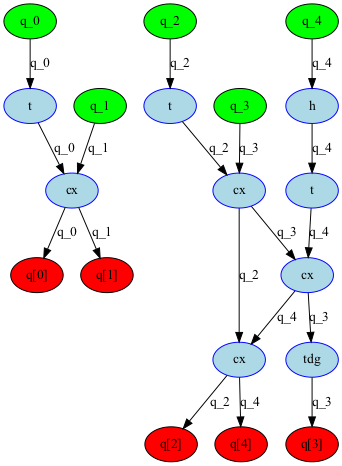 q_0 q_2 q_4
q_0 q_2 q_4
t q_1 t q_3 h
q_0 q_1 q_2 q_3 q_4
cx cx t
q_0 q_1 q_3 q_4
q[0] q[1] q_2 cx
q_4 q_3
cx tdg
q_2 q_4 q_3
q[2] q[4] q[3]